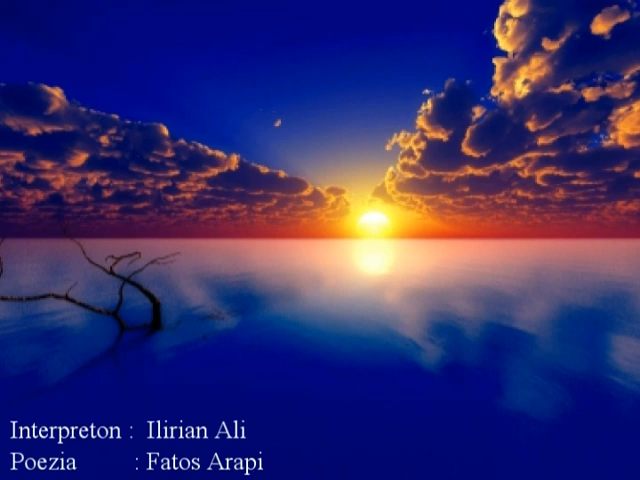 Interpreton : Ilirian Ali
Poezia : Fatos Arapi